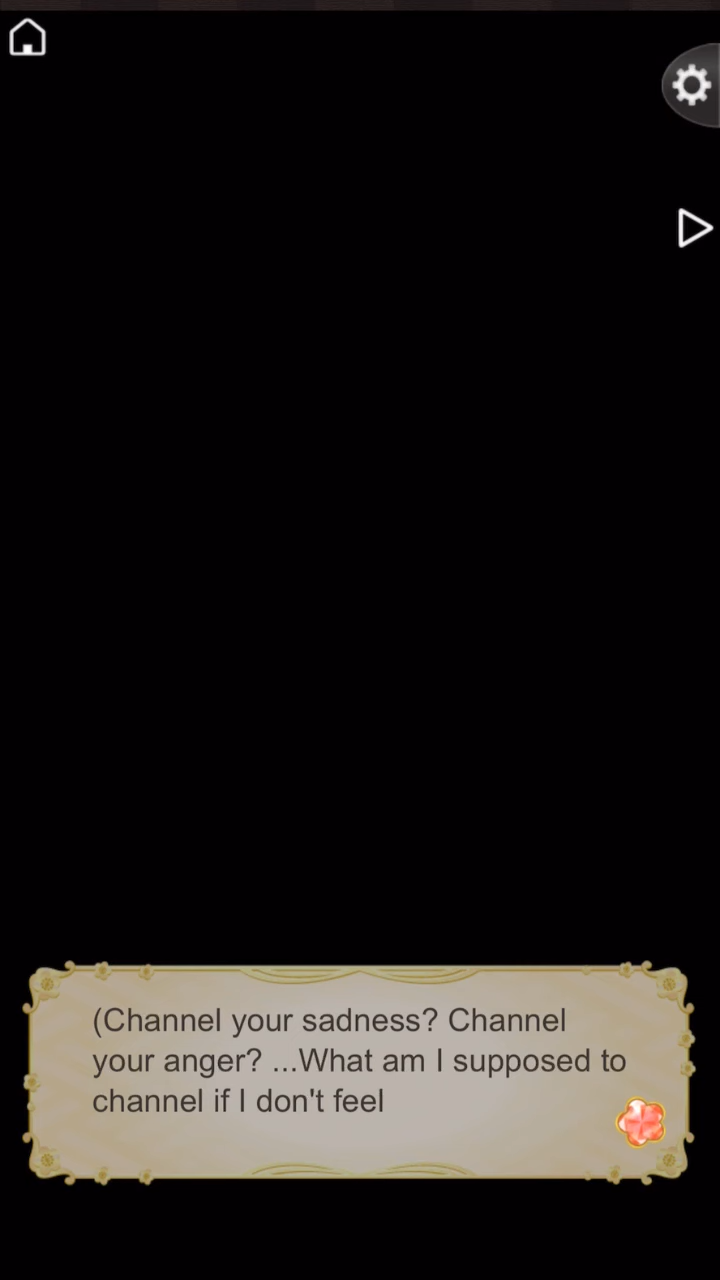 (Channel your sadness? Channel
your anger? ...What am I supposed to
channel if I don't feel